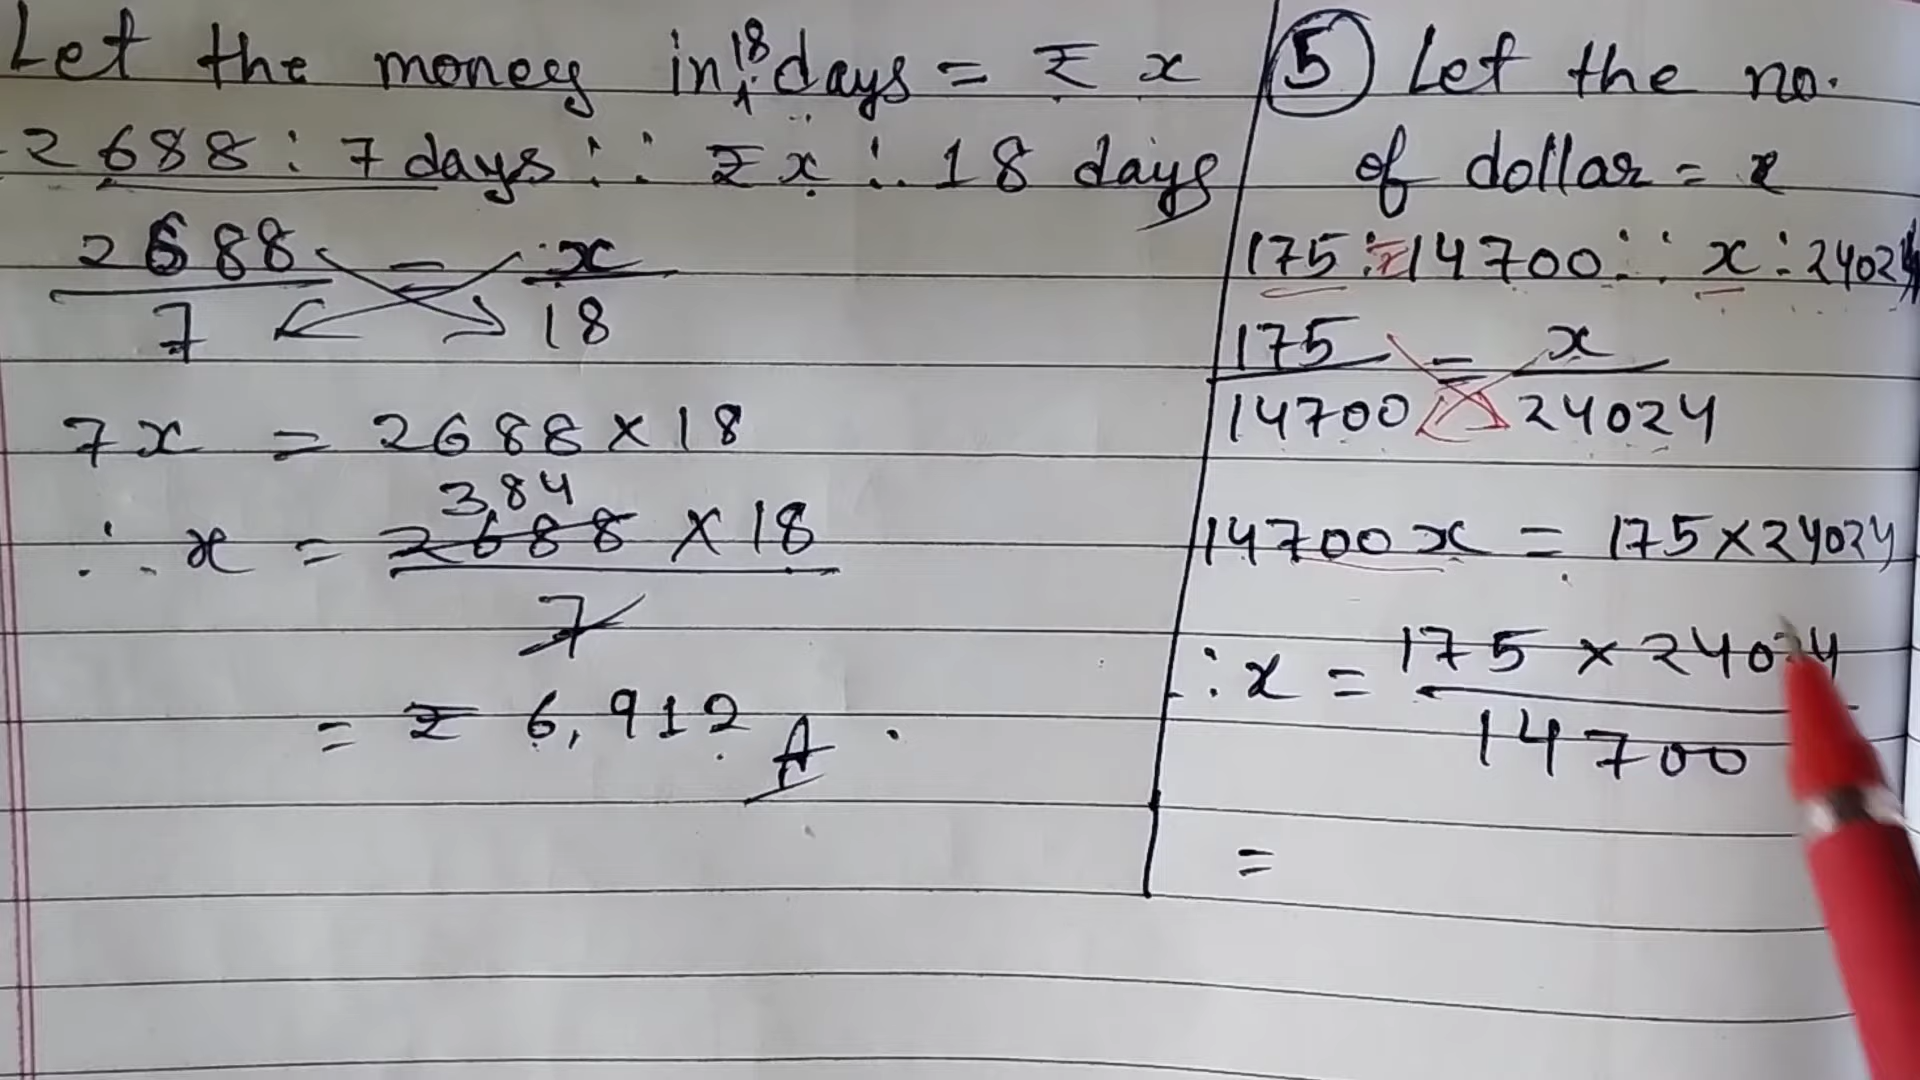 Let the money in 18 days = ₹ x
2688 : 7 days :: ₹ x : 18 days
2688/7 = x/18
7x = 2688 × 18
384
∴ x = 2688 × 18
7
= ₹ 6,912 A
5 Let the no.
of dollar = x
175 : ₹14700 :: x : 24024
175/14700 = x/24024
14700 x = 175 × 24024
∴ x = 175 × 24024
14700
=